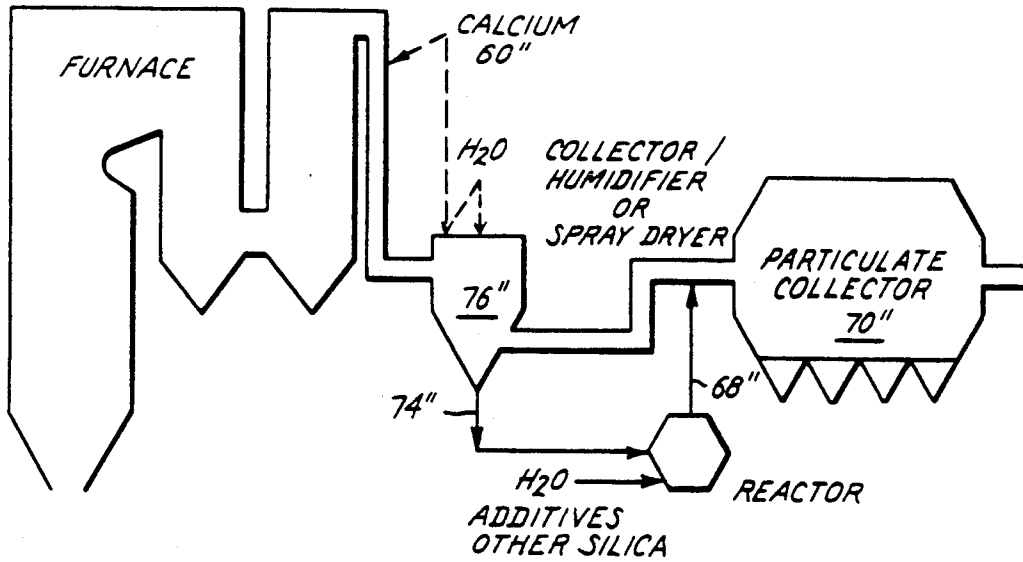 FURNACE
CALCIUM
60"
H2O
COLLECTOR /
HUMIDIFIER
OR
SPRAY DRYER
PARTICULATE
COLLECTOR
70"
76"
74"
68"
H2O
REACTOR
ADDITIVES
OTHER SILICA